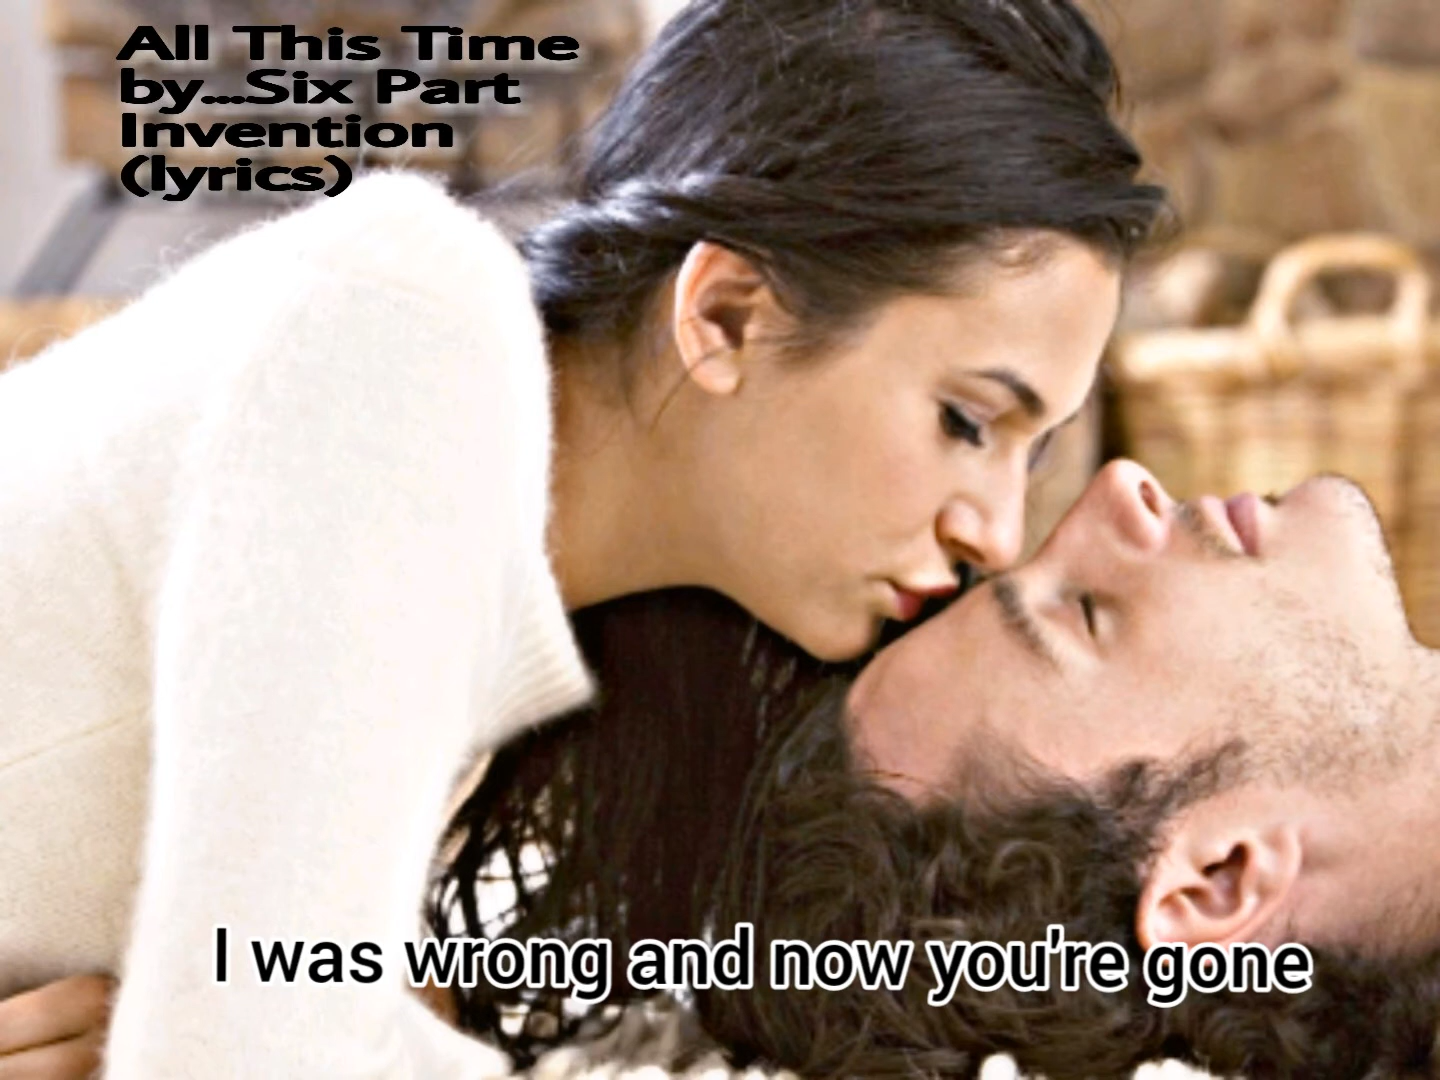 All This Time
by...Six Part
Invention
(lyrics)
I was wrong and now you're gone